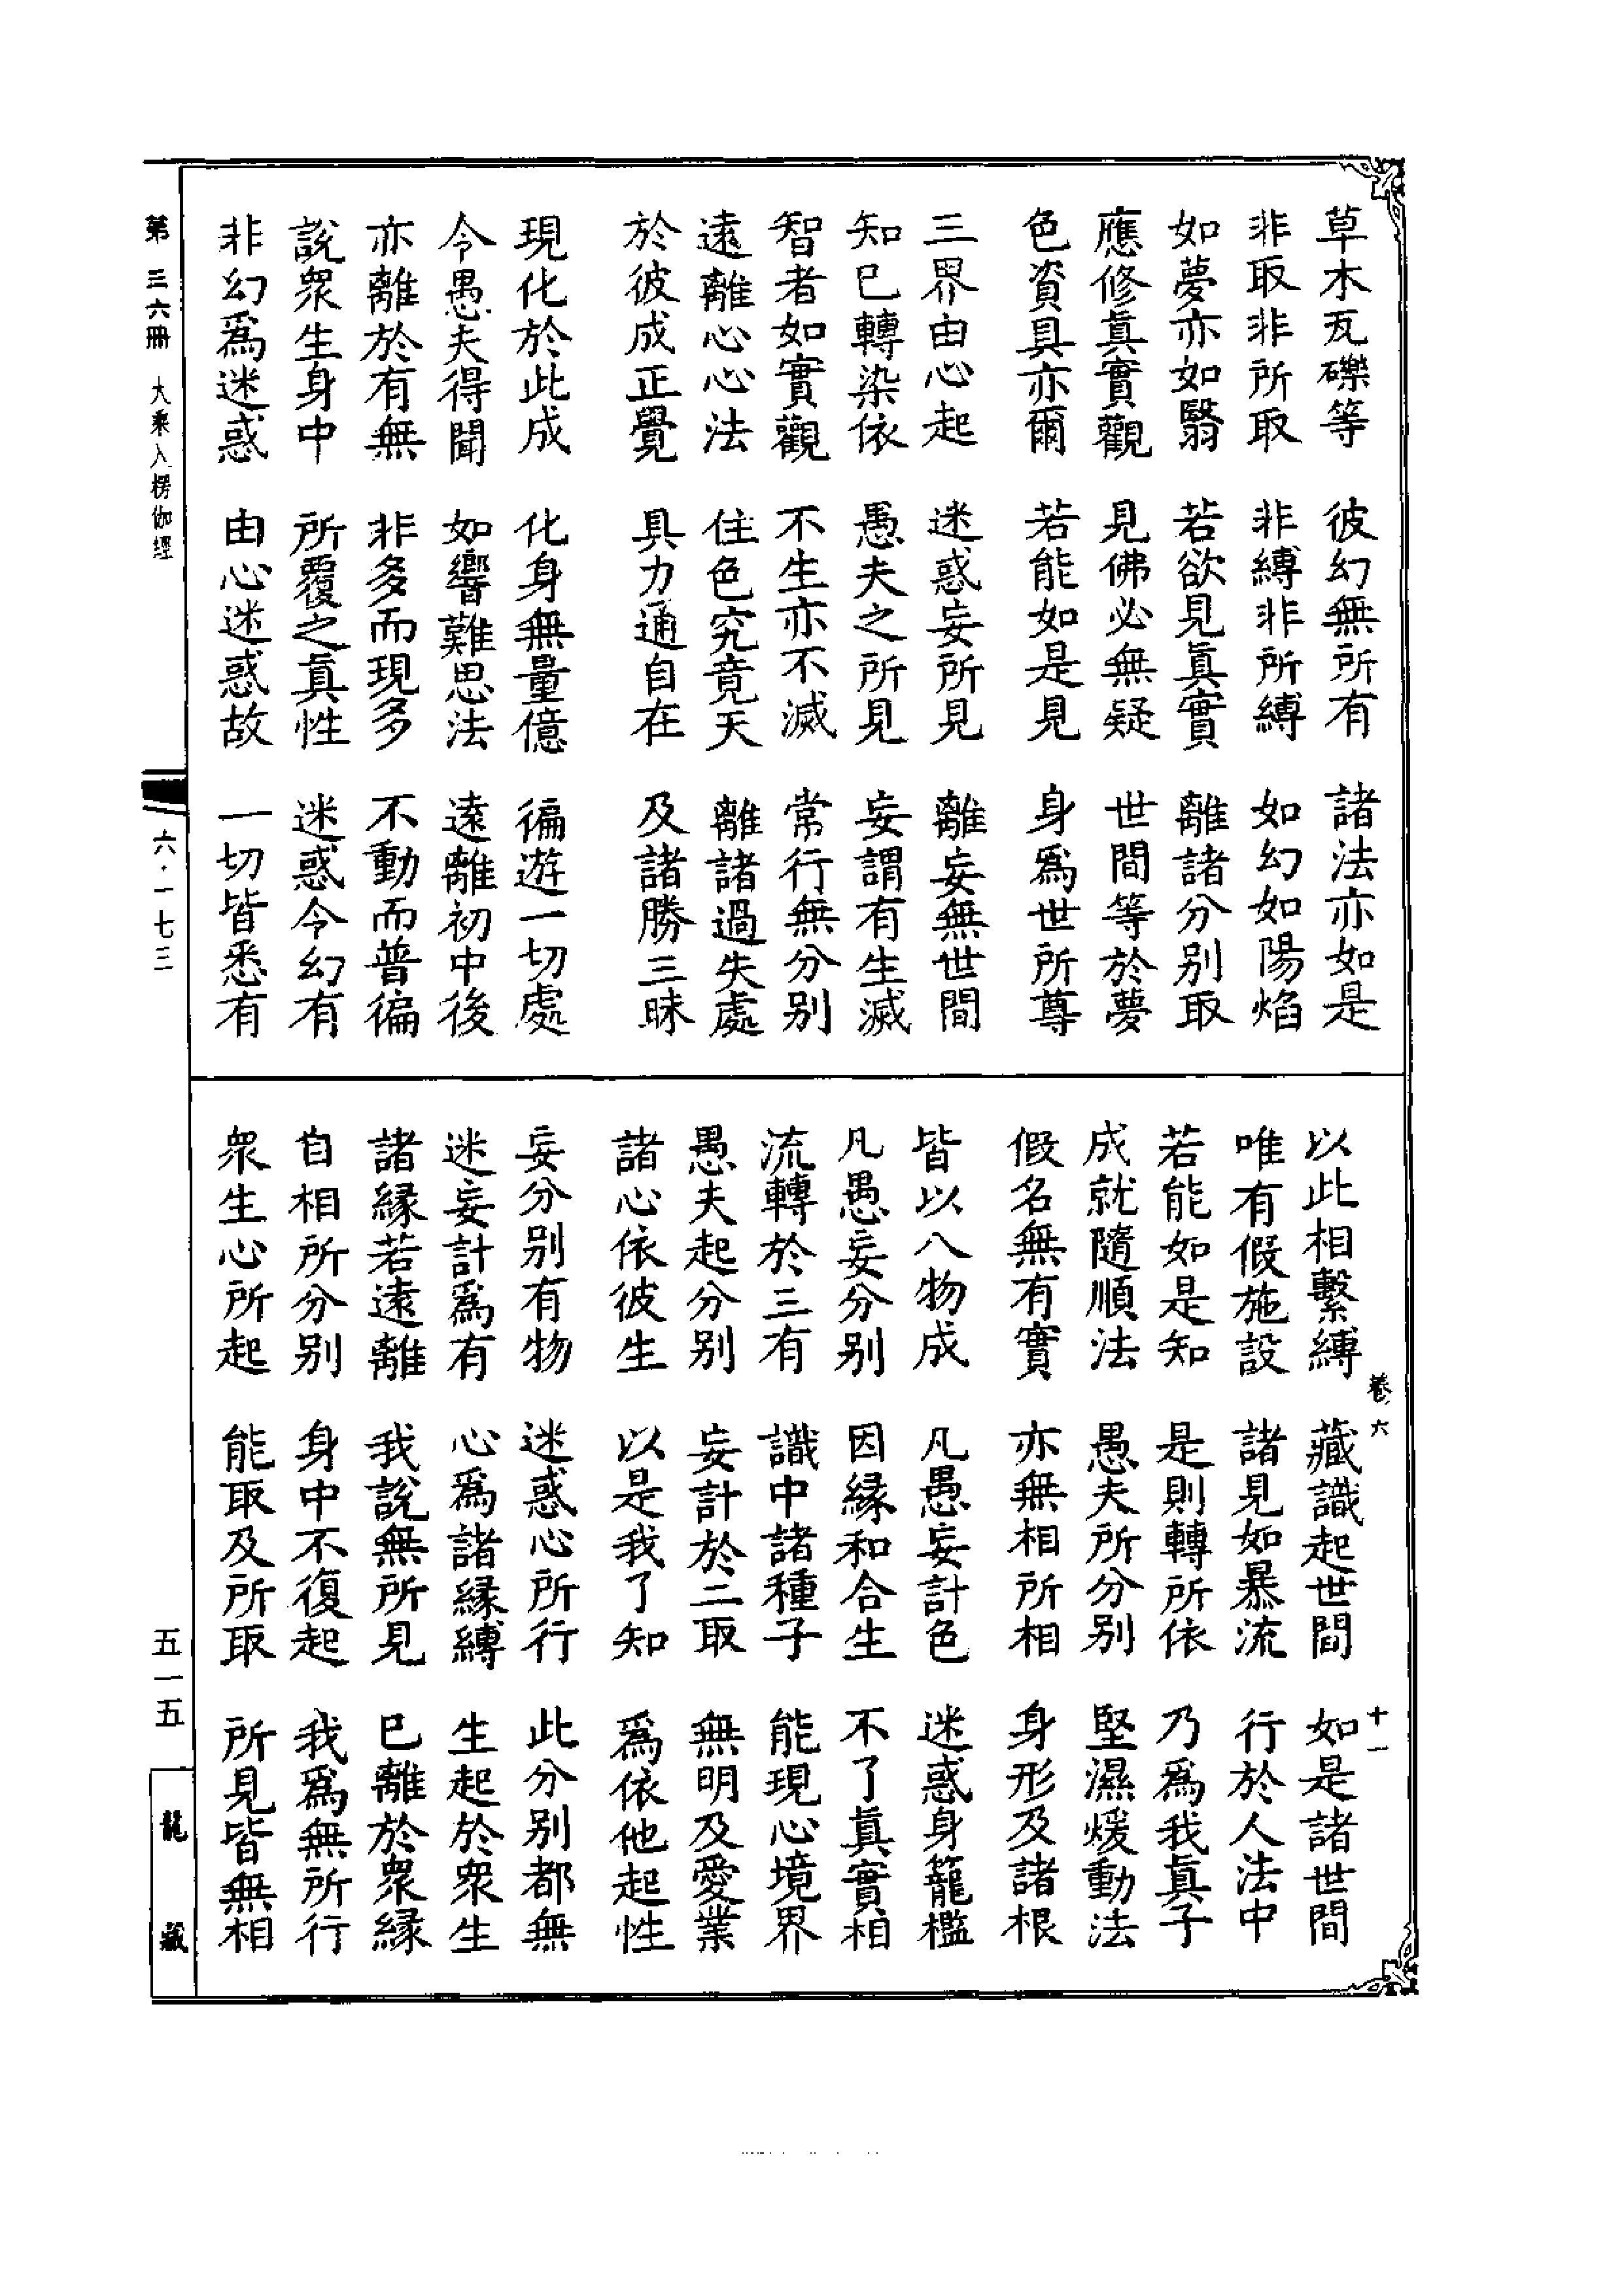 草木瓦礫等　彼幻無所有　諸法亦如是
非取非所取　非縛非所縛　如幻如陽焰
如夢亦如翳　若欲見眞實　離諸分別取
應修眞實觀　見佛必無疑　世間等於夢
色資具亦爾　若能如是見　身爲世所尊
三界由心起　迷惑妄所見　離妄無世間
知已轉染依　愚夫之所見　妄謂有生滅
智者如實觀　不生亦不滅　常行無分別
遠離心心法　住色究竟天　離諸過失處
於彼成正覺　具力通自在　及諸勝三昧
現化於此成　化身無量億　徧遊一切處
令愚夫得聞　如響難思法　遠離初中後
亦離於有無　非多而現多　不動而普徧
說衆生身中　所覆之眞性　迷惑令幻有
非幻爲迷惑　由心迷惑故　一切皆悉有
以此相繫縛　藏識起世間　如是諸世間
唯有假施設　諸見如暴流　行於人法中
若能如是知　是則轉所依　乃爲我眞子
成就隨順法　愚夫所分別　堅濕煖動法
假名無有實　亦無相所相　身形及諸根
皆以八物成　凡愚妄計色　迷惑身籠檻
凡愚妄分別　因緣和合生　不了眞實相
流轉於三有　識中諸種子　能現心境界
愚夫起分別　妄計於二取　無明及愛業
諸心依彼生　以是我了知　爲依他起性
妄分別有物　迷惑心所行　此分別都無
迷妄計爲有　心爲諸緣縛　生起於衆生
諸緣若遠離　我說無所見　已離於衆緣
自相所分別　身中不復起　我爲無所行
衆生心所起　能取及所取　所見皆無相
卷六　十一
第三六冊　大乘入楞伽經
六·一七三
五一五
龍藏